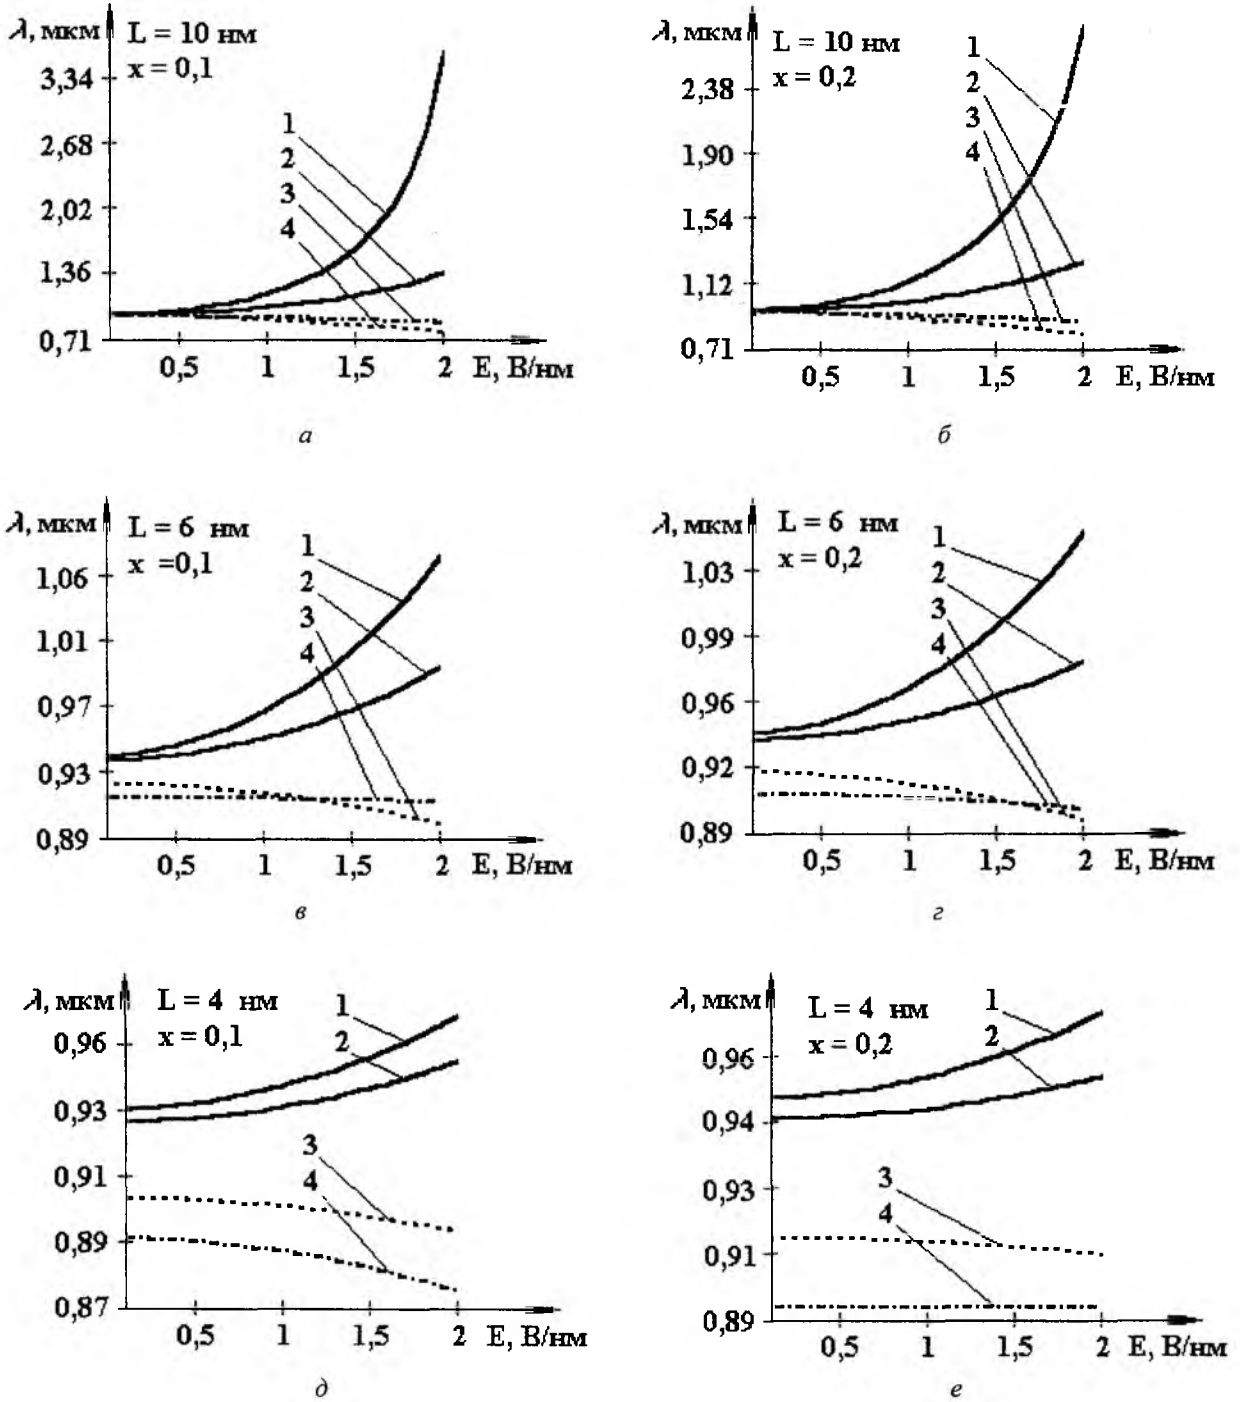 λ, мкм
L = 10 нм
x = 0,1
3,34
2,68
2,02
1,36
0,71
1
2
3
4
0,5 1 1,5 2 E, В/нм
а
λ, мкм
L = 10 нм
x = 0,2
2,38
1,90
1,54
1,12
0,71
1
2
3
4
0,5 1 1,5 2 E, В/нм
б
λ, мкм
L = 6 нм
x =0,1
1,06
1,01
0,97
0,93
0,89
1
2
3
4
0,5 1 1,5 2 E, В/нм
в
λ, мкм
L = 6 нм
x = 0,2
1,03
0,99
0,96
0,92
0,89
1
2
3
4
0,5 1 1,5 2 E, В/нм
г
λ, мкм
L = 4 нм
x = 0,1
0,96
0,93
0,91
0,89
0,87
1
2
3
4
0,5 1 1,5 2 E, В/нм
д
λ, мкм
L = 4 нм
x = 0,2
0,96
0,94
0,93
0,91
0,89
1
2
3
4
0,5 1 1,5 2 E, В/нм
е